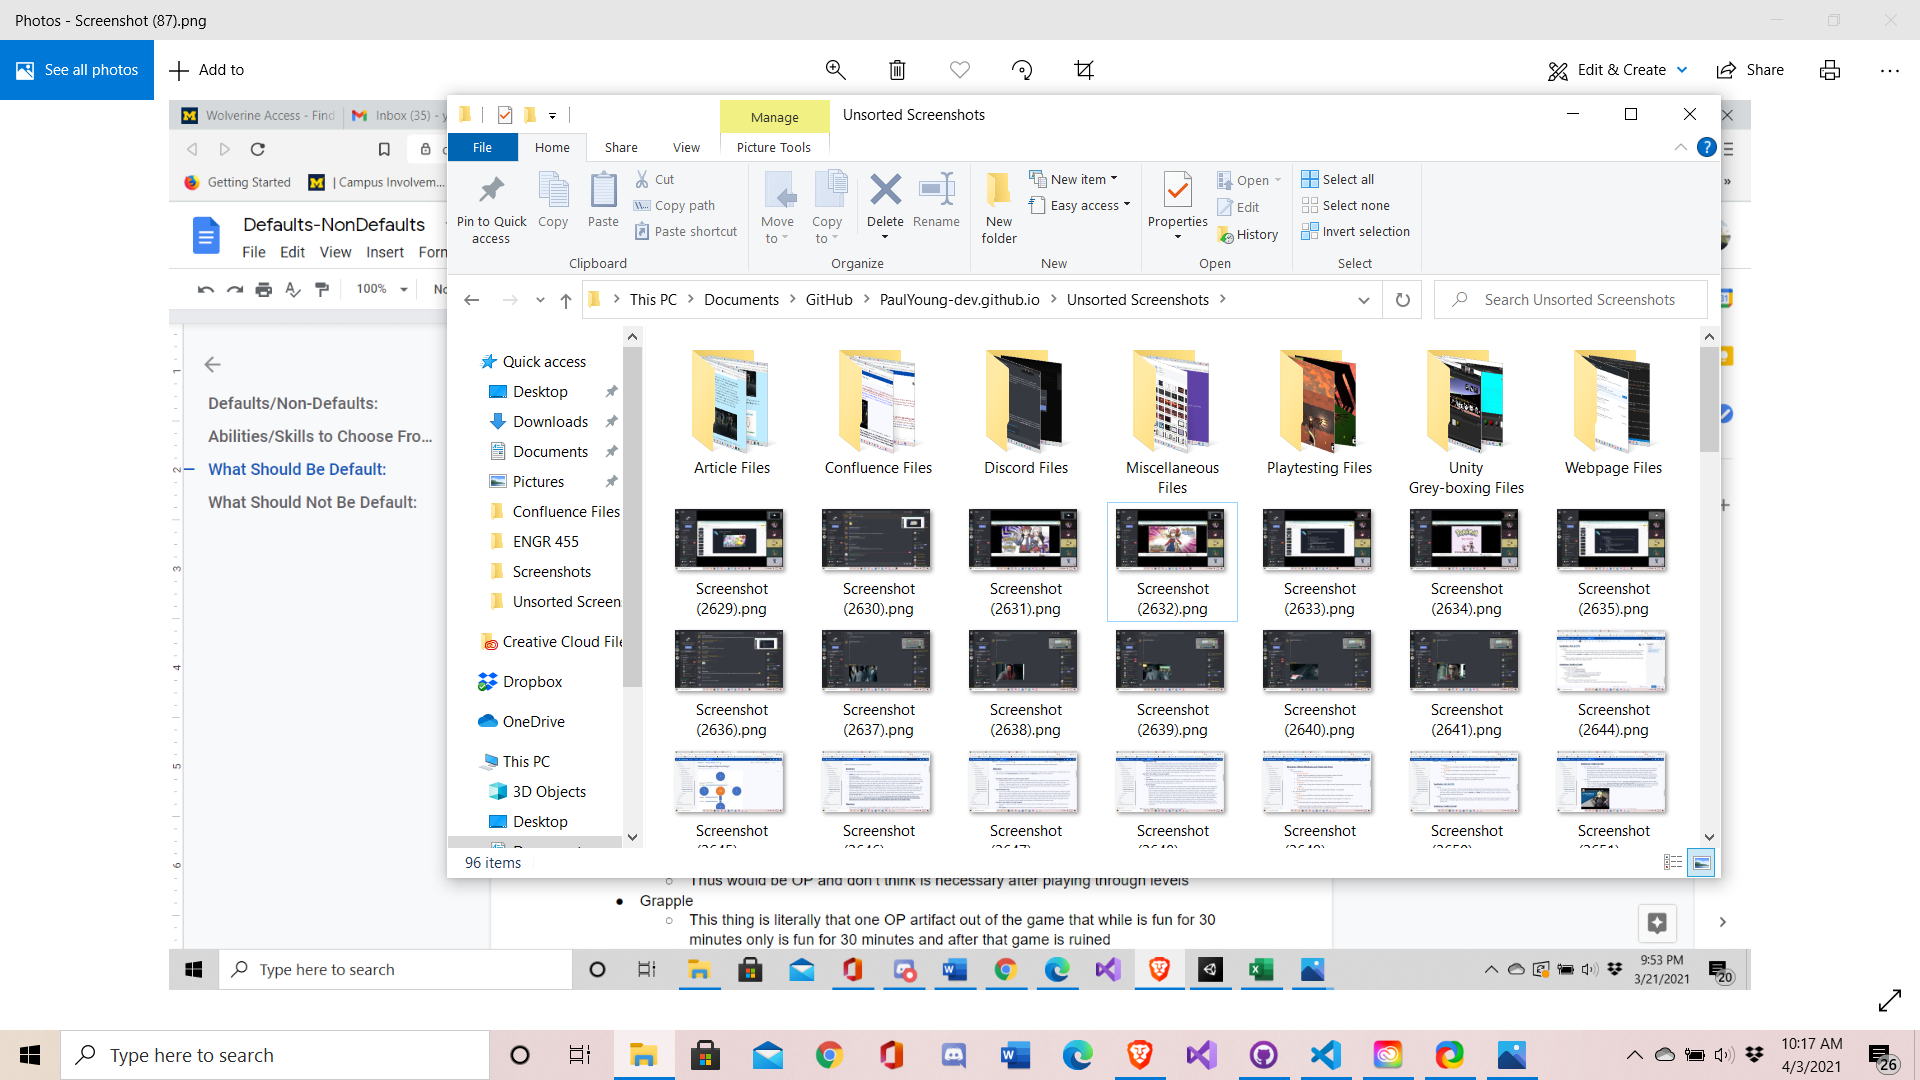 Photos - Screenshot (87).png
See all photos
Add to
Edit & Create
Share
Wolverine Access - Find
Inbox (35) - y
Getting Started
| Campus Involvem...
Defaults-NonDefaults
File Edit View Insert Form
100%
Defaults/Non-Defaults:
Abilities/Skills to Choose Fro...
What Should Be Default:
What Should Not Be Default:
Manage
Unsorted Screenshots
File Home Share View Picture Tools
Pin to Quick access
Copy
Paste
Cut
Copy path
Paste shortcut
Clipboard
Move to
Copy to
Delete
Rename
Organize
New folder
New item
Easy access
New
Properties
Open
Edit
History
Open
Select all
Select none
Invert selection
Select
This PC > Documents > GitHub > PaulYoung-dev.github.io > Unsorted Screenshots >
Search Unsorted Screenshots
Quick access
Desktop
Downloads
Documents
Pictures
Confluence Files
ENGR 455
Screenshots
Unsorted Screen
Creative Cloud File
Dropbox
OneDrive
This PC
3D Objects
Desktop
Article Files
Confluence Files
Discord Files
Miscellaneous Files
Playtesting Files
Unity Grey-boxing Files
Webpage Files
Screenshot (2629).png
Screenshot (2630).png
Screenshot (2631).png
Screenshot (2632).png
Screenshot (2633).png
Screenshot (2634).png
Screenshot (2635).png
Screenshot (2636).png
Screenshot (2637).png
Screenshot (2638).png
Screenshot (2639).png
Screenshot (2640).png
Screenshot (2641).png
Screenshot (2644).png
Screenshot
Screenshot
Screenshot
Screenshot
Screenshot
Screenshot
Screenshot
96 items
Thus would be OP and don't think is necessary after playing through levels
Grapple
This thing is literally that one OP artifact out of the game that while is fun for 30
minutes only is fun for 30 minutes and after that game is ruined
Type here to search
9:53 PM
3/21/2021
20
Type here to search
10:17 AM
4/3/2021
26